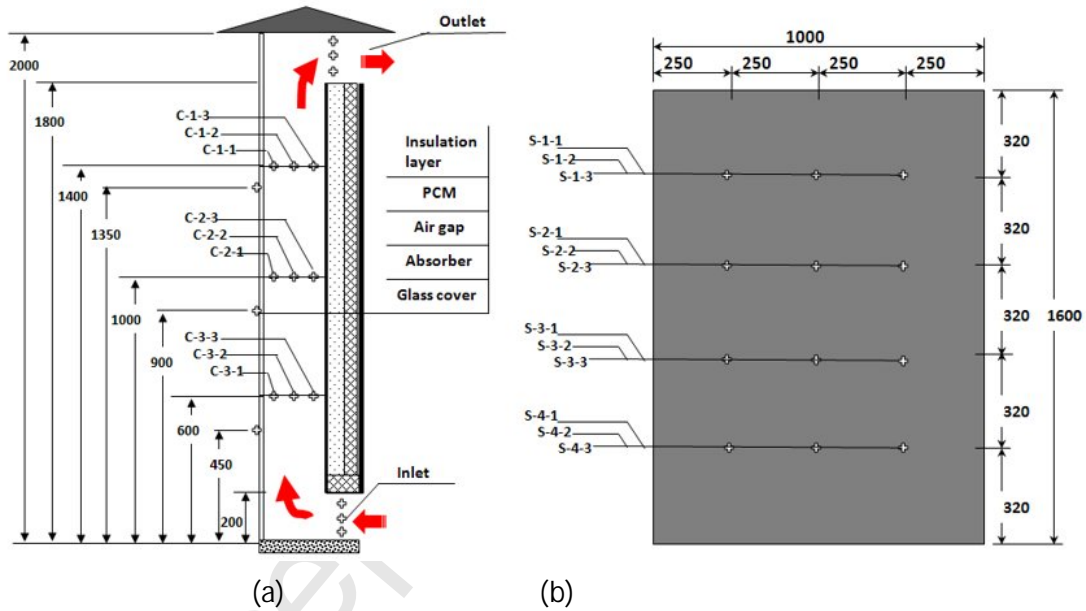 Outlet
2000
1800
C-1-3
C-1-2
C-1-1
1400
1350
Insulation
layer
PCM
Air gap
Absorber
Glass cover
C-2-3
C-2-2
C-2-1
1000
900
C-3-3
C-3-2
C-3-1
600
450
200
Inlet
(a)
1000
250 250 250 250
S-1-1
S-1-2
S-1-3
S-2-1
S-2-2
S-2-3
S-3-1
S-3-2
S-3-3
S-4-1
S-4-2
S-4-3
320
320
320
320
320
1600
(b)